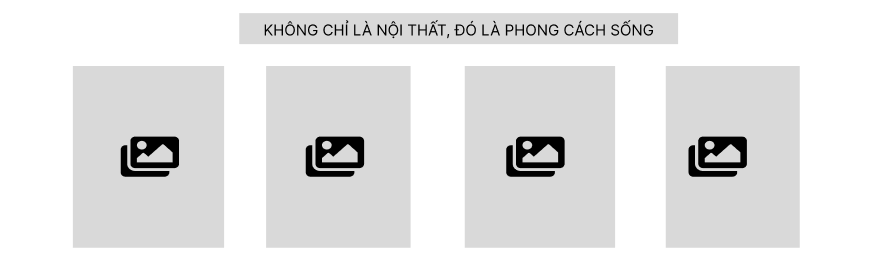 KHÔNG CHỈ LÀ NỘI THẤT, ĐÓ LÀ PHONG CÁCH SỐNG